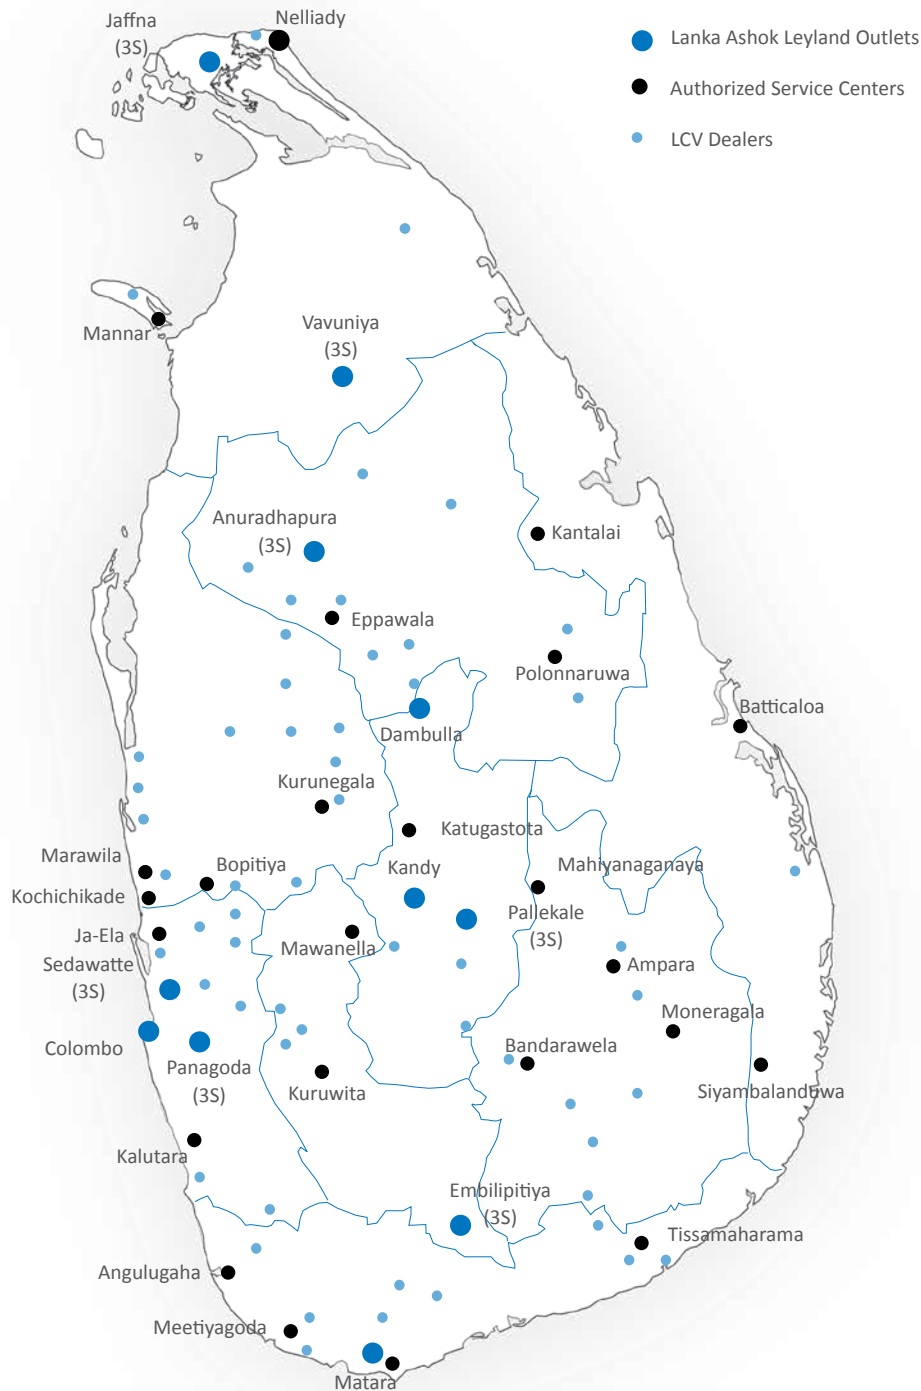 Jaffna
(3S)
Nelliady
Lanka Ashok Leyland Outlets
Authorized Service Centers
LCV Dealers
Mannar
Vavuniya
(3S)
Anuradhapura
(3S)
Kantalai
Eppawala
Polonnaruwa
Batticaloa
Dambulla
Kurunegala
Katugastota
Marawila
Bopitiya
Kandy
Mahiyanaganaya
Kochichikade
Pallekale
(3S)
Ja-Ela
Mawanella
Sedawatte
(3S)
Ampara
Moneragala
Colombo
Bandarawela
Panagoda
(3S)
Kuruwita
Siyambalanduwa
Kalutara
Embilipitiya
(3S)
Tissamaharama
Angulugaha
Meetiyagoda
Matara